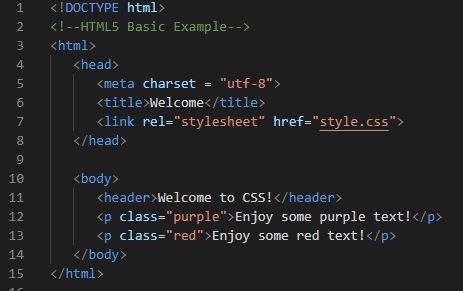 1 <!DOCTYPE html>
2 <!--HTML5 Basic Example-->
3 <html>
4 <head>
5 <meta charset = "utf-8">
6 <title>Welcome</title>
7 <link rel="stylesheet" href="style.css">
8 </head>
9
10 <body>
11 <header>Welcome to CSS!</header>
12 <p class="purple">Enjoy some purple text!</p>
13 <p class="red">Enjoy some red text!</p>
14 </body>
15 </html>